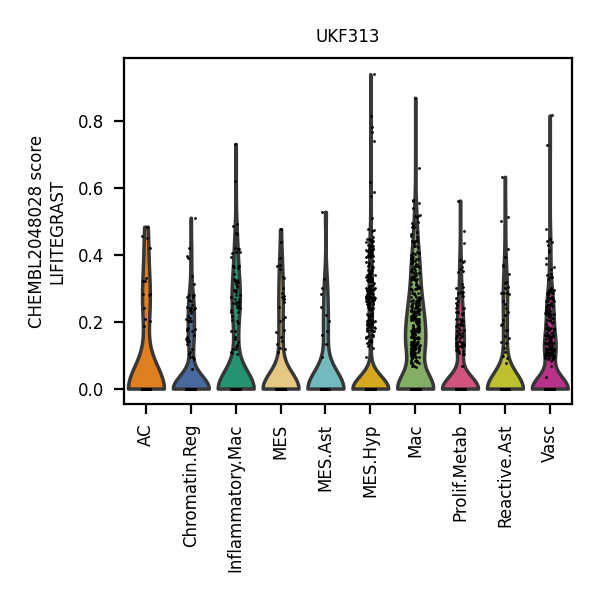 UKF313
CHEMBL2048028 score
LIFITEGRAST
0.8
0.6
0.4
0.2
0.0
AC
Chromatin.Reg
Inflammatory.Mac
MES
MES.Ast
MES.Hyp
Mac
Prolif.Metab
Reactive.Ast
Vasc